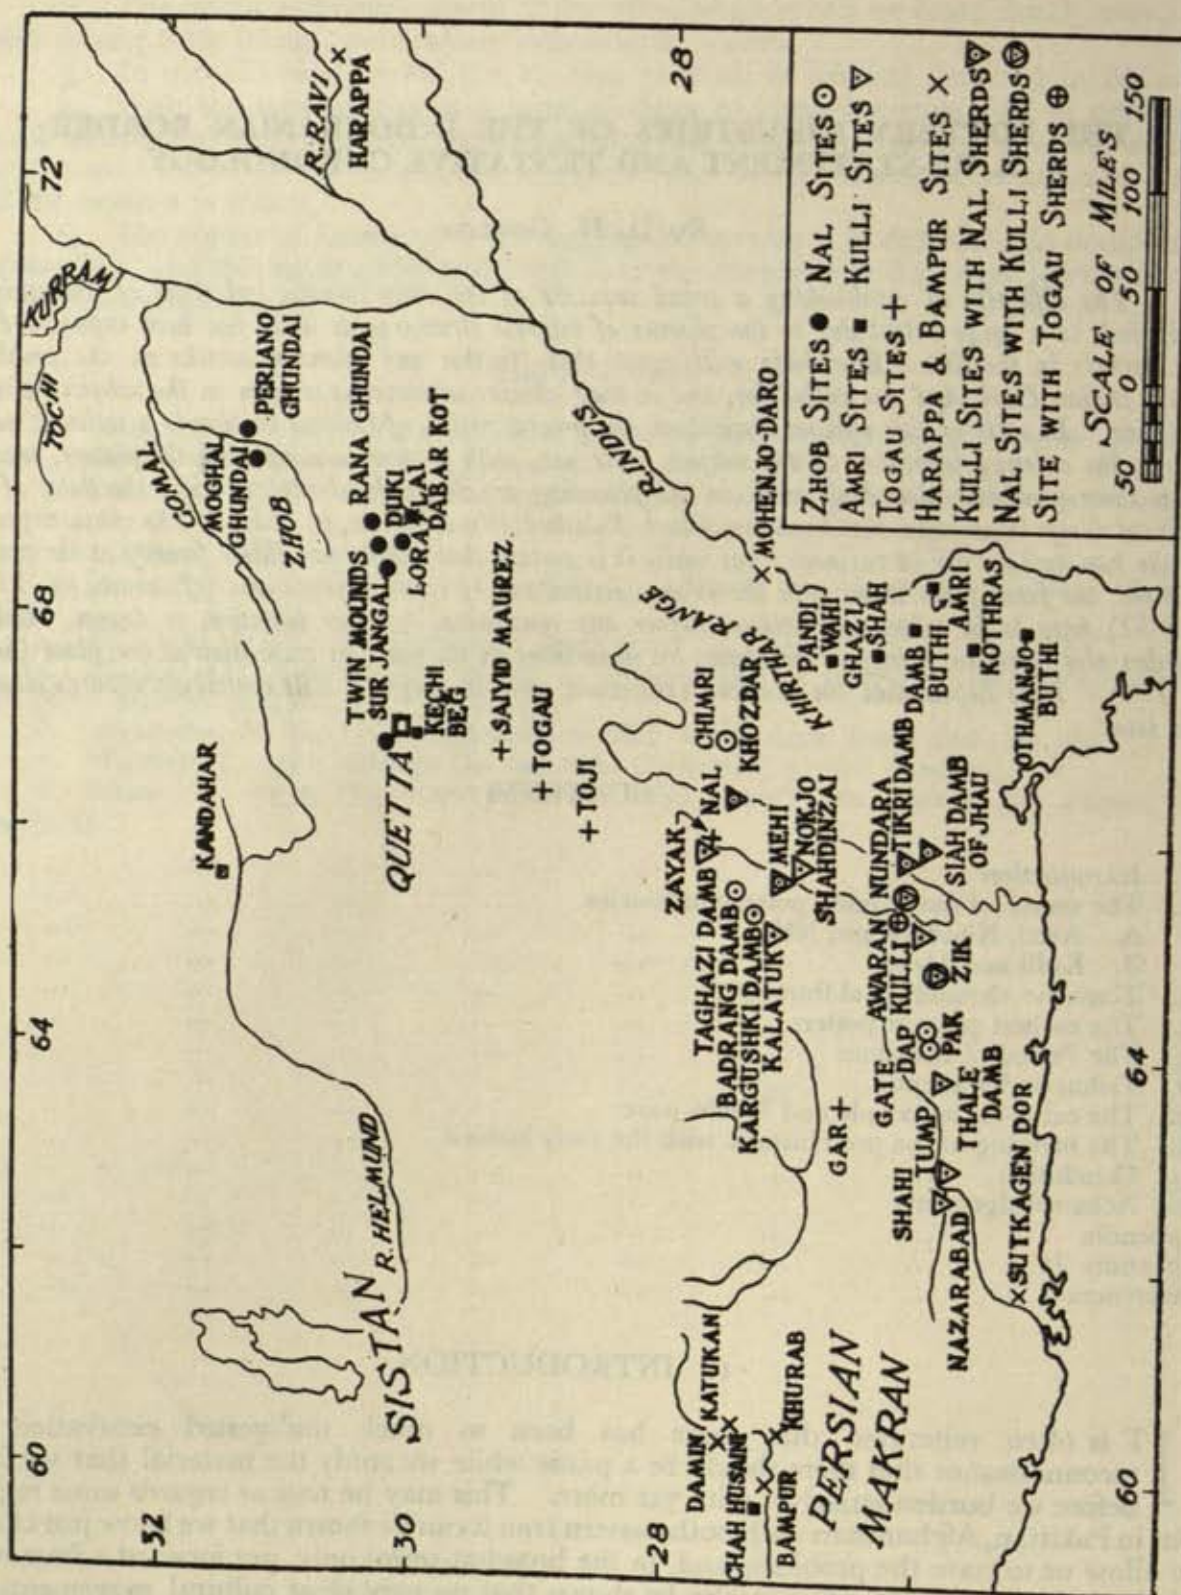 72
68
64
60
KURRAM
TOCHI
GOMAL
R. RAVI
HARAPPA
PERIANO
GHUNDAI
MOGHAL
GHUNDAI
ZHOB
RANA GHUNDAI
TWIN MOUNDS
SUR JANGAL
DUKI
LORALAI
DABAR KOT
KANDAHAR
QUETTA
KECHI
BEG
SAIYID MAUREZ
TOGAU
TOJI
R. INDUS
MOHENJO-DARO
KHIRTHAR RANGE
SISTAN
R. HELMUND
ZAYAK
NAL
CHIMRI
KHOZDAR
TAGHAZI DAMB
BADRANG DAMB
KARGUSHKI DAMB
KALATUK
MEHI
NOKJO
SHAHDINZAI
PANDI
WAHI
GHAZI
SHAH
DAMB
BUTHI
AMRI
KOTHRAS
OTHMANJO
BUTHI
GATE
DAP
AWARAN
KULLI
NUNDARA
TIKRI DAMB
SIAH DAMB
OF JHAU
ZIK
PAK
THALE
DAMB
GAR
SHAHI
TUMP
NAZARABAD
SUTKAGEN DOR
DAMIN
KATUKAN
CHAH HUSAINI
BAMPUR
KHURAB
PERSIAN
MAKRAN
32
30
28
28
60
64
ZHOB SITES ● NAL SITES ⊙
AMRI SITES ■ KULLI SITES ▽
TOGAU SITES +
HARAPPA & BAMPUR SITES ×
KULLI SITES WITH NAL SHERDS
NAL SITES WITH KULLI SHERDS
SITE WITH TOGAU SHERDS ⊕
SCALE OF MILES
50 0 50 100 150